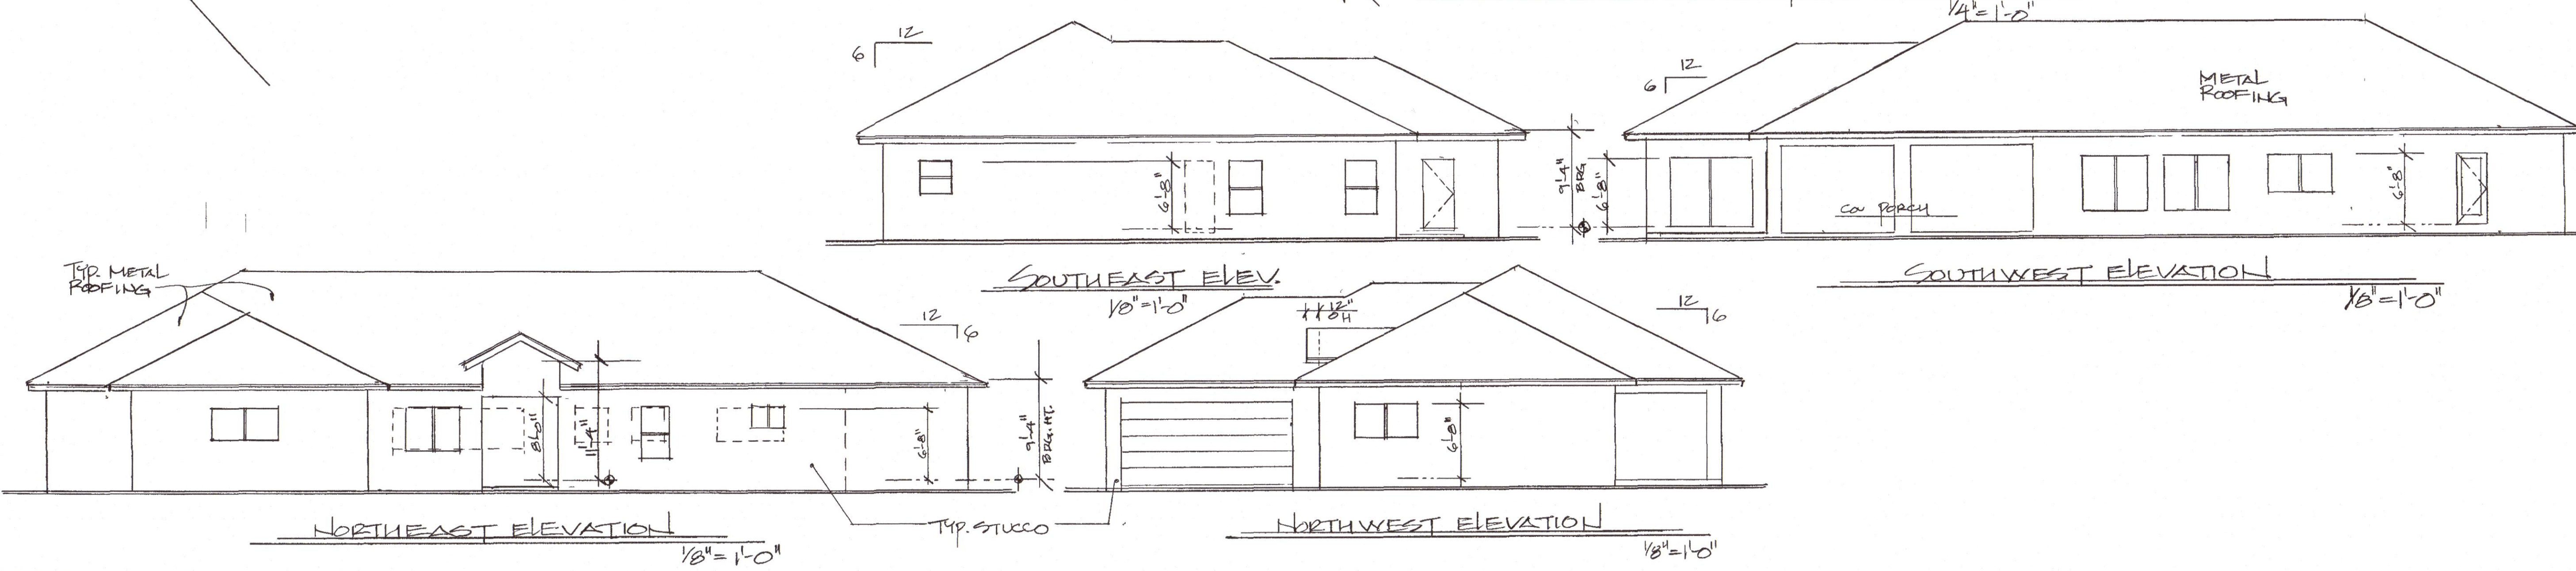 1/4"=1'-0"
12
6
12
6
METAL
ROOFING
6'-8"
9'-4"
BRG
6'-8"
COV PORCH
6'-8"
SOUTHEAST ELEV.
1/8"=1'-0"
SOUTHWEST ELEVATION
1/8"=1'-0"
TYP. METAL
ROOFING
12
6
8'-0"
11'-4"
6'-8"
9'-4"
BRG. HT.
12"
OH
12
6
6'-8"
TYP. STUCCO
NORTHEAST ELEVATION
1/8"=1'-0"
NORTHWEST ELEVATION
1/8"=1'-0"